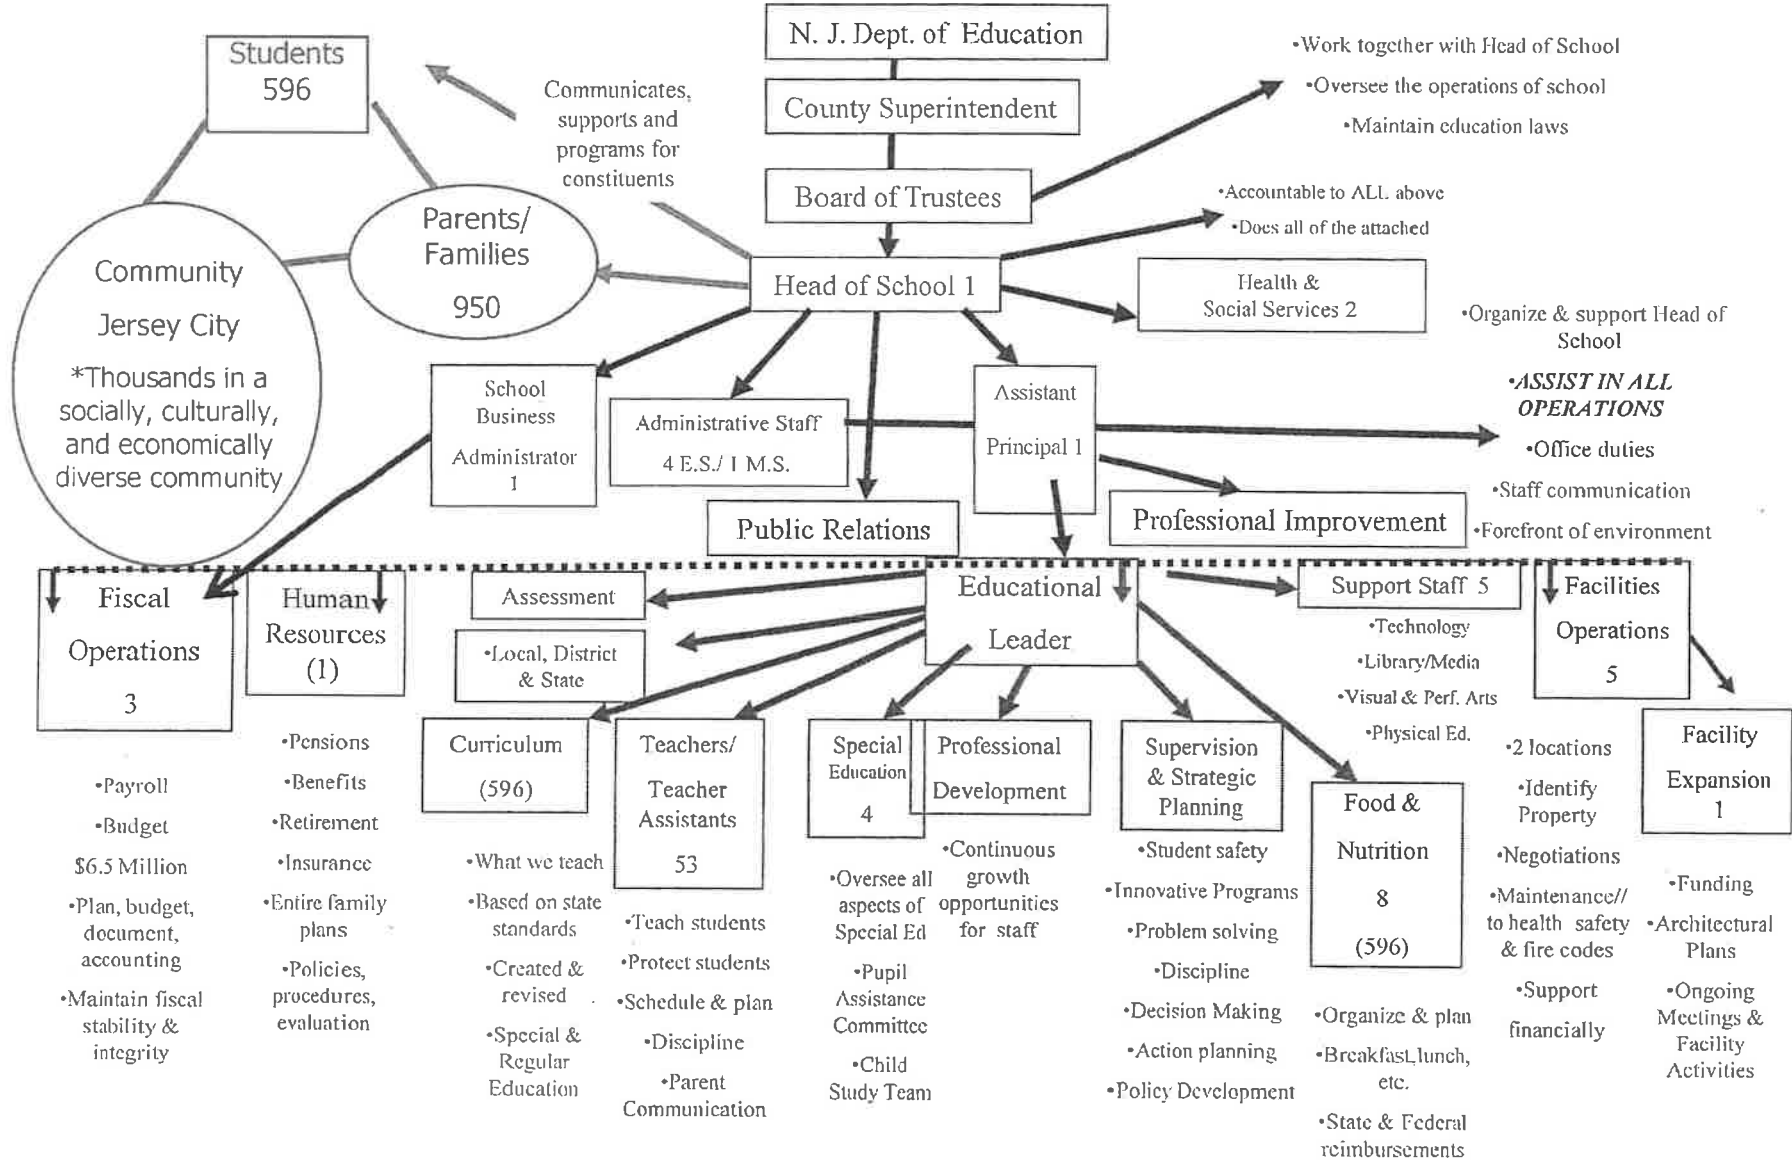 N. J. Dept. of Education
County Superintendent
Board of Trustees
Head of School 1
•Work together with Head of School
•Oversee the operations of school
•Maintain education laws
•Accountable to ALL above
•Does all of the attached
Students
596
Communicates,
supports and
programs for
constituents
Parents/
Families
950
Community
Jersey City
*Thousands in a
socially, culturally,
and economically
diverse community
Health &
Social Services 2
School
Business
Administrator
1
Administrative Staff
4 E.S./ 1 M.S.
Assistant
Principal 1
•Organize & support Head of
School
•ASSIST IN ALL
OPERATIONS
•Office duties
•Staff communication
•Forefront of environment
Public Relations
Professional Improvement
Fiscal
Operations
3
•Payroll
•Budget
$6.5 Million
•Plan, budget,
document,
accounting
•Maintain fiscal
stability &
integrity
Human
Resources
(1)
•Pensions
•Benefits
•Retirement
•Insurance
•Entire family
plans
•Policies,
procedures,
evaluation
Assessment
•Local, District
& State
Educational
Leader
Support Staff 5
•Technology
•Library/Media
•Visual & Perf. Arts
•Physical Ed.
Facilities
Operations
5
•2 locations
•Identify
Property
•Negotiations
•Maintenance//
to health safety
& fire codes
•Support
financially
Facility
Expansion
1
•Funding
•Architectural
Plans
•Ongoing
Meetings &
Facility
Activities
Curriculum
(596)
•What we teach
•Based on state
standards
•Created &
revised
•Special &
Regular
Education
Teachers/
Teacher
Assistants
53
•Teach students
•Protect students
•Schedule & plan
•Discipline
•Parent
Communication
Special
Education
4
•Oversee all
aspects of
Special Ed
•Pupil
Assistance
Committee
•Child
Study Team
Professional
Development
•Continuous
growth
opportunities
for staff
Supervision
& Strategic
Planning
•Student safety
•Innovative Programs
•Problem solving
•Discipline
•Decision Making
•Action planning
•Policy Development
Food &
Nutrition
8
(596)
•Organize & plan
•Breakfast,lunch,
etc.
•State & Federal
reimbursements